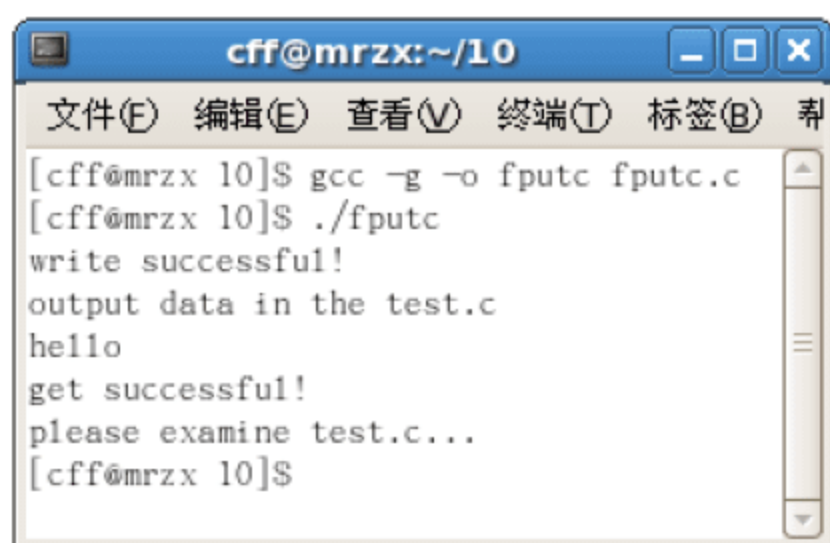 cff@mrzx:~/10
文件(F) 编辑(E) 查看(V) 终端(T) 标签(B)
[cff@mrzx 10]$ gcc -g -o fputc fputc.c
[cff@mrzx 10]$ ./fputc
write successful!
output data in the test.c
hello
get successful!
please examine test.c...
[cff@mrzx 10]$